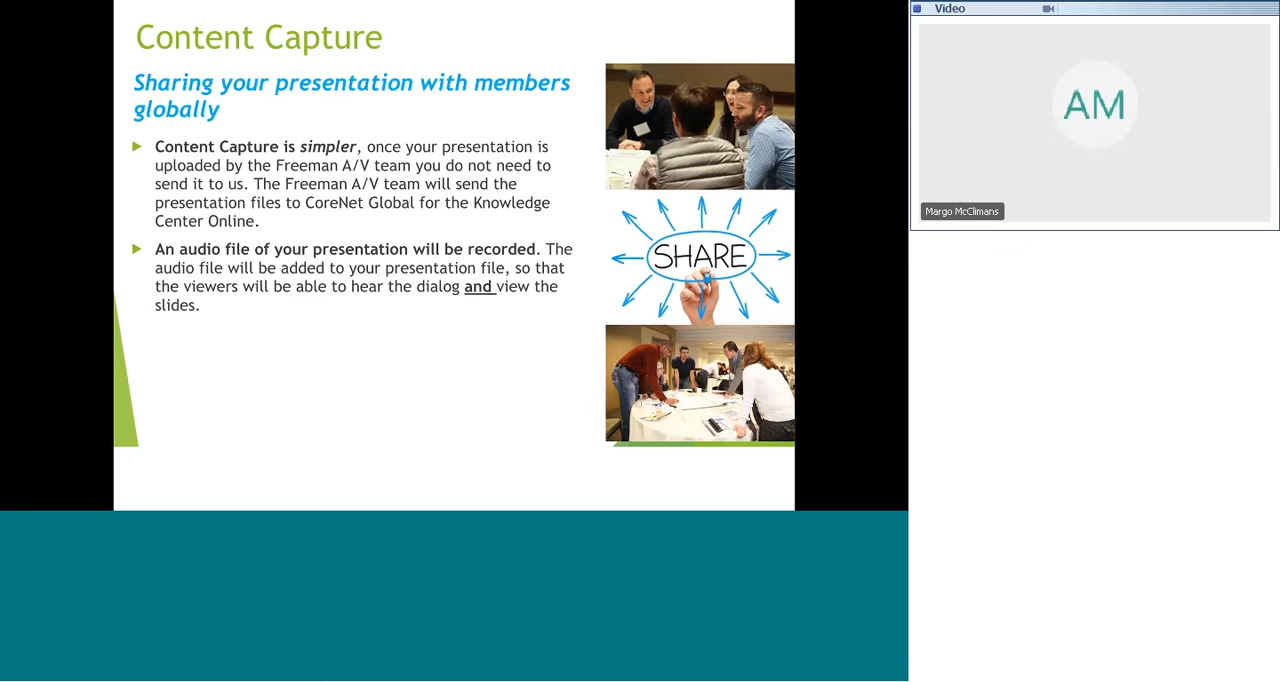 Content Capture
Sharing your presentation with members
globally
Content Capture is simpler, once your presentation is
uploaded by the Freeman A/V team you do not need to
send it to us. The Freeman A/V team will send the
presentation files to CoreNet Global for the Knowledge
Center Online.
An audio file of your presentation will be recorded. The
audio file will be added to your presentation file, so that
the viewers will be able to hear the dialog and view the
slides.
SHARE
Video
AM
Margo McClimans